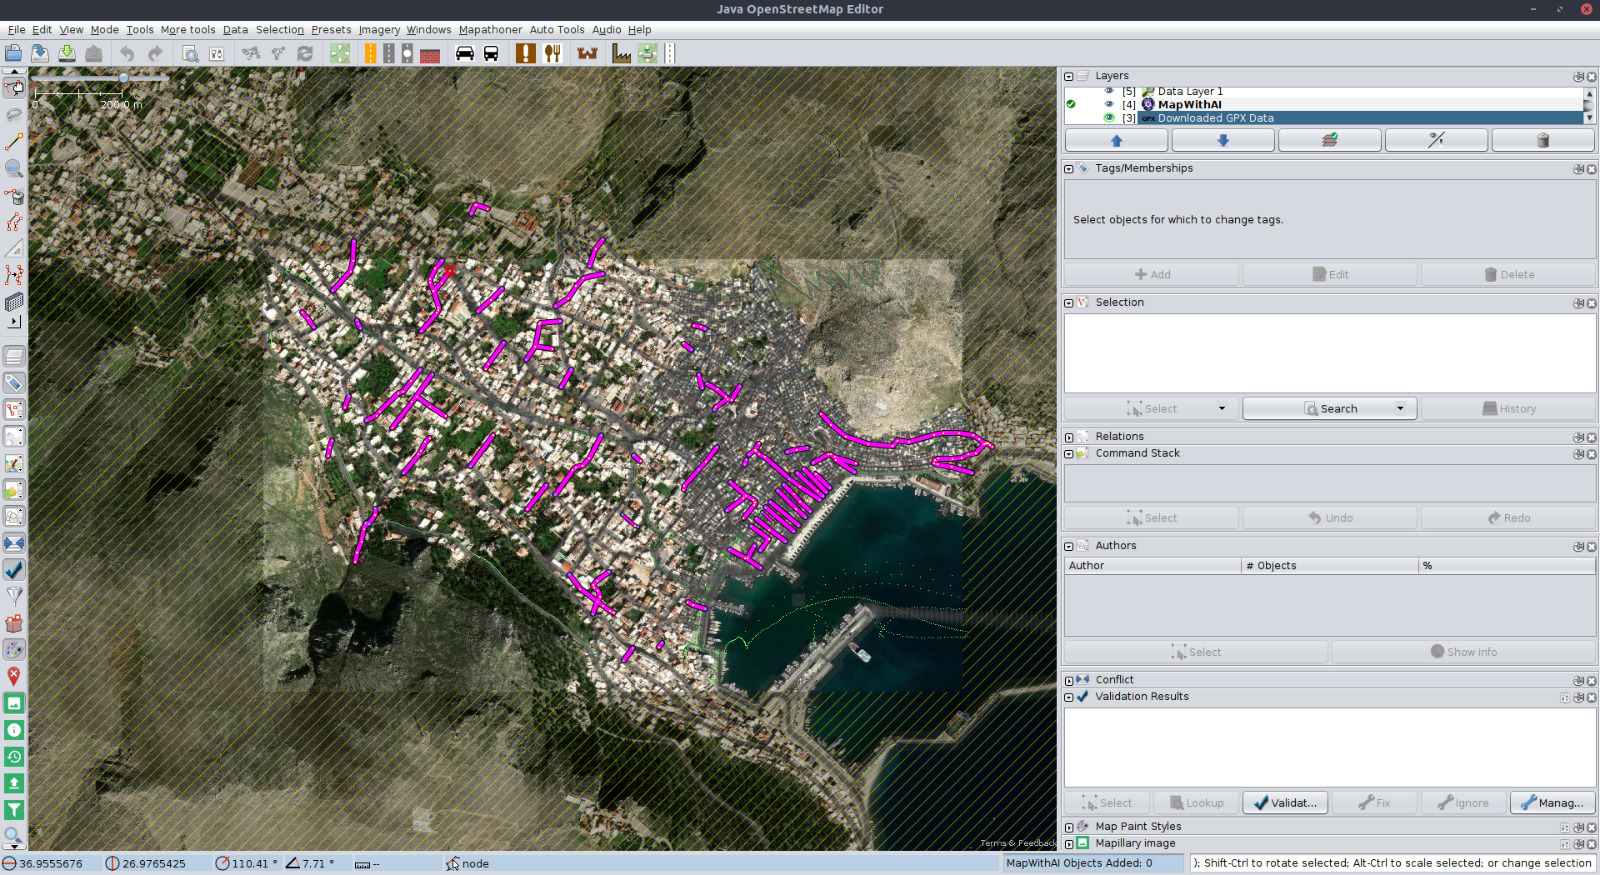 Java OpenStreetMap Editor
File Edit View Mode Tools More tools Data Selection Presets Imagery Windows Mapathoner Auto Tools Audio Help
0 200.0 m
Layers
[5] Data Layer 1
[4] MapWithAI
[3] GPX Downloaded GPX Data
Tags/Memberships
Select objects for which to change tags.
Add Edit Delete
Selection
Select Search History
Relations
Command Stack
Select Undo Redo
Authors
Author # Objects %
Select Show info
Conflict
Validation Results
Select Lookup Validat... Fix Ignore Manag...
Map Paint Styles
Mapillary image
Terms & Feedback
36.9555676 26.9765425 110.41 ° 7.71 ° -- node MapWithAI Objects Added: 0 ); Shift-Ctrl to rotate selected; Alt-Ctrl to scale selected; or change selection